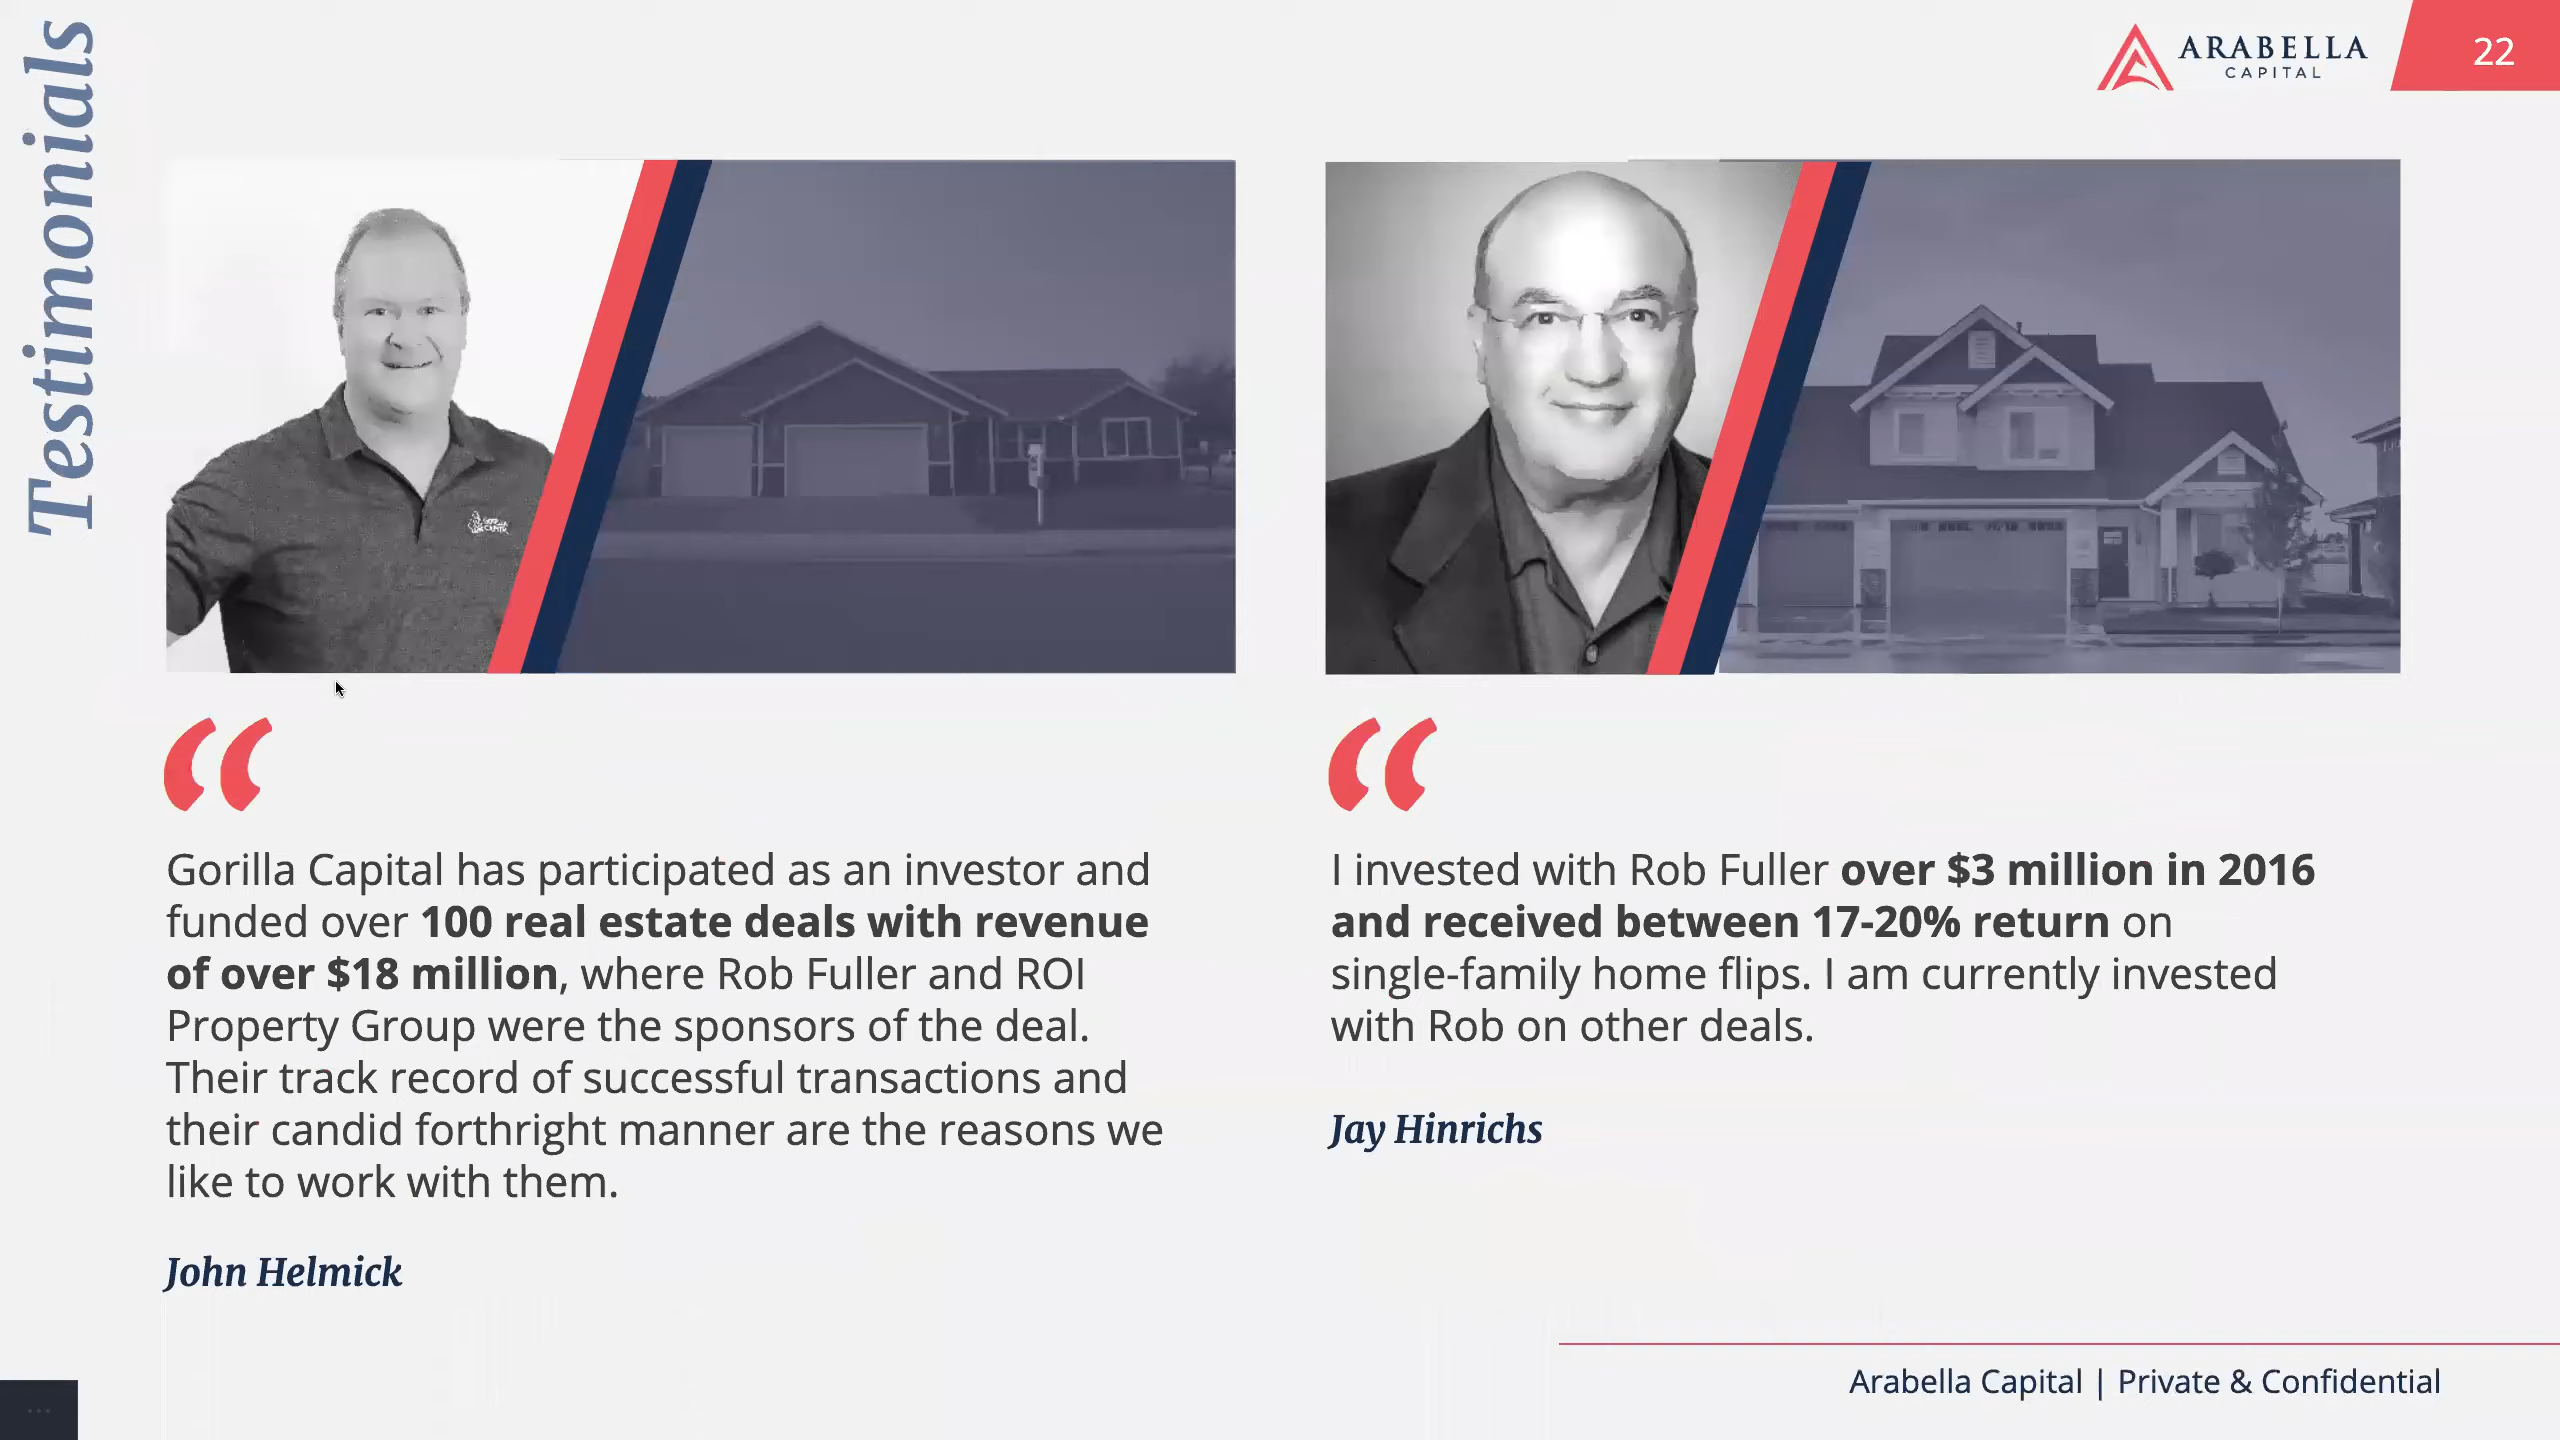 Testimonials
ARABELLA
CAPITAL
22
Gorilla Capital has participated as an investor and
funded over 100 real estate deals with revenue
of over $18 million, where Rob Fuller and ROI
Property Group were the sponsors of the deal.
Their track record of successful transactions and
their candid forthright manner are the reasons we
like to work with them.
John Helmick
I invested with Rob Fuller over $3 million in 2016
and received between 17-20% return on
single-family home flips. I am currently invested
with Rob on other deals.
Jay Hinrichs
Arabella Capital | Private & Confidential